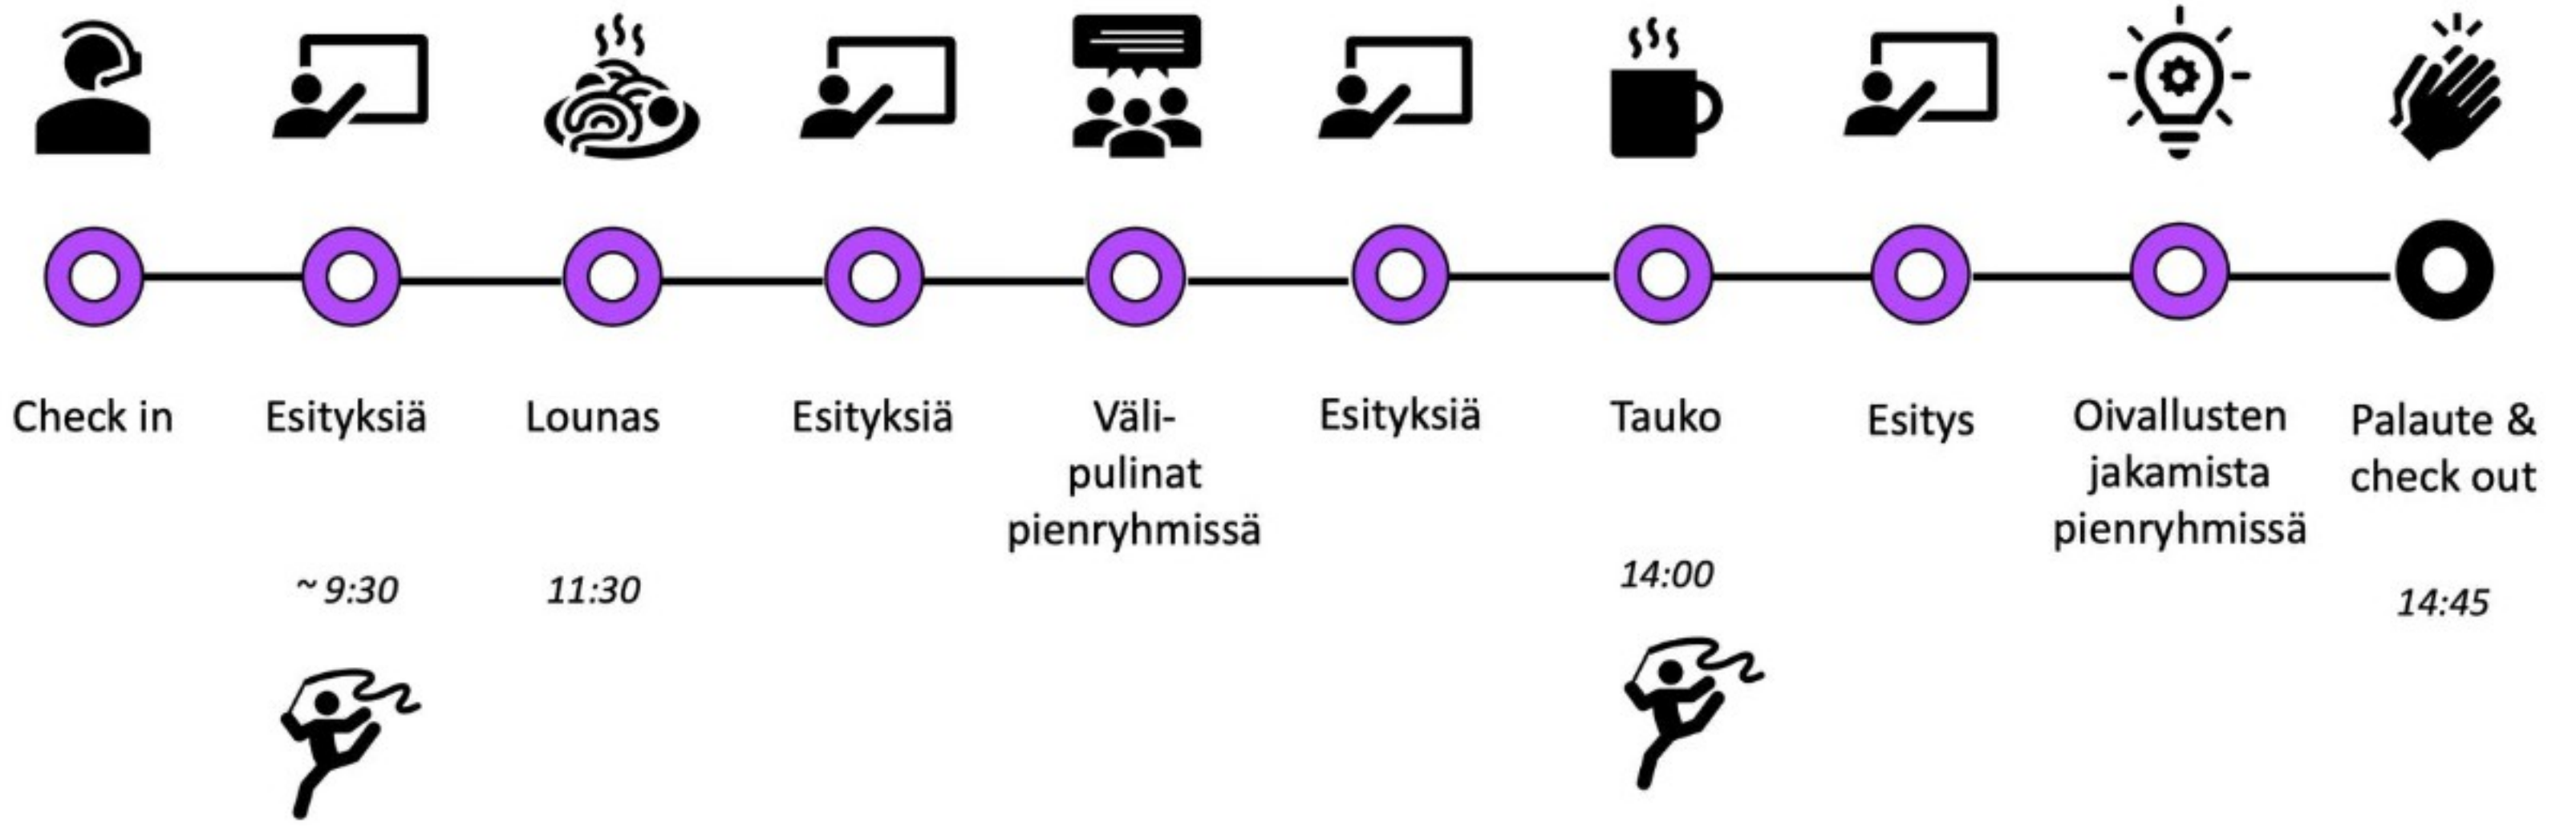 Check in
Esityksiä
Lounas
Esityksiä
Väli-
pulinat
pienryhmissä
Esityksiä
Tauko
Esitys
Oivallusten
jakamista
pienryhmissä
Palaute &
check out
~ 9:30
11:30
14:00
14:45